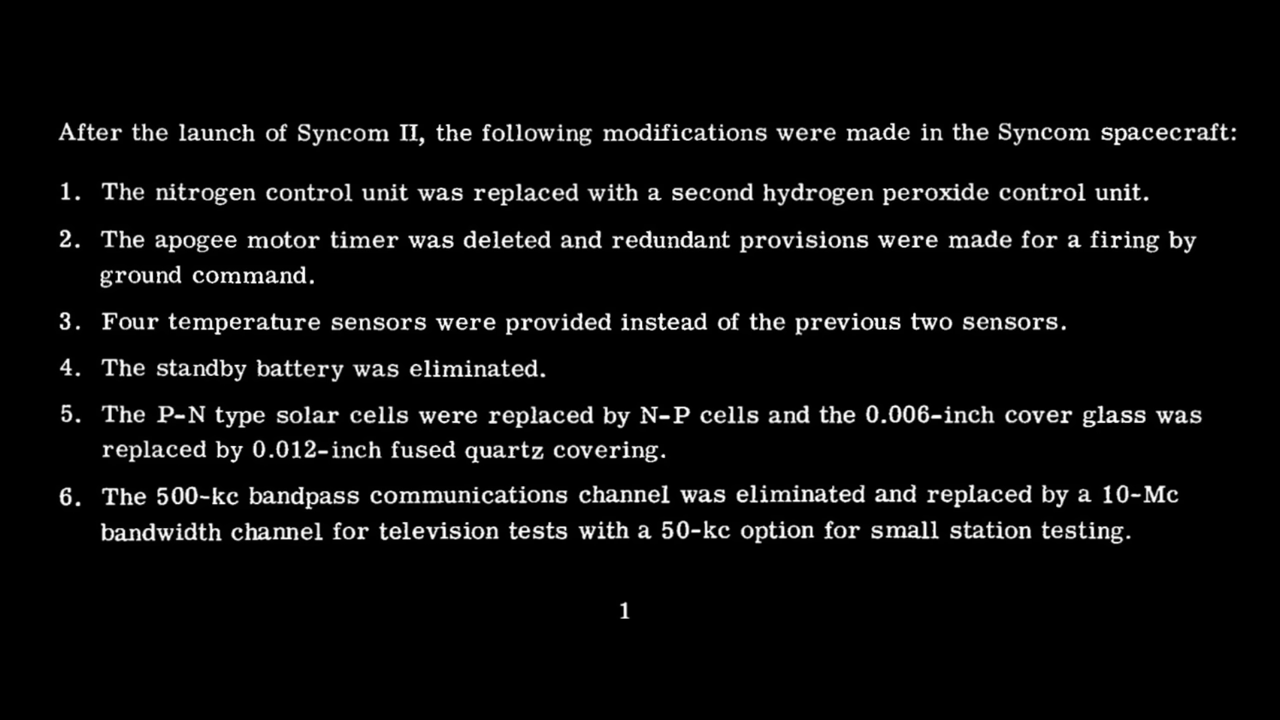 After the launch of Syncom II, the following modifications were made in the Syncom spacecraft:
1. The nitrogen control unit was replaced with a second hydrogen peroxide control unit.
2. The apogee motor timer was deleted and redundant provisions were made for a firing by
ground command.
3. Four temperature sensors were provided instead of the previous two sensors.
4. The standby battery was eliminated.
5. The P-N type solar cells were replaced by N-P cells and the 0.006-inch cover glass was
replaced by 0.012-inch fused quartz covering.
6. The 500-kc bandpass communications channel was eliminated and replaced by a 10-Mc
bandwidth channel for television tests with a 50-kc option for small station testing.
1